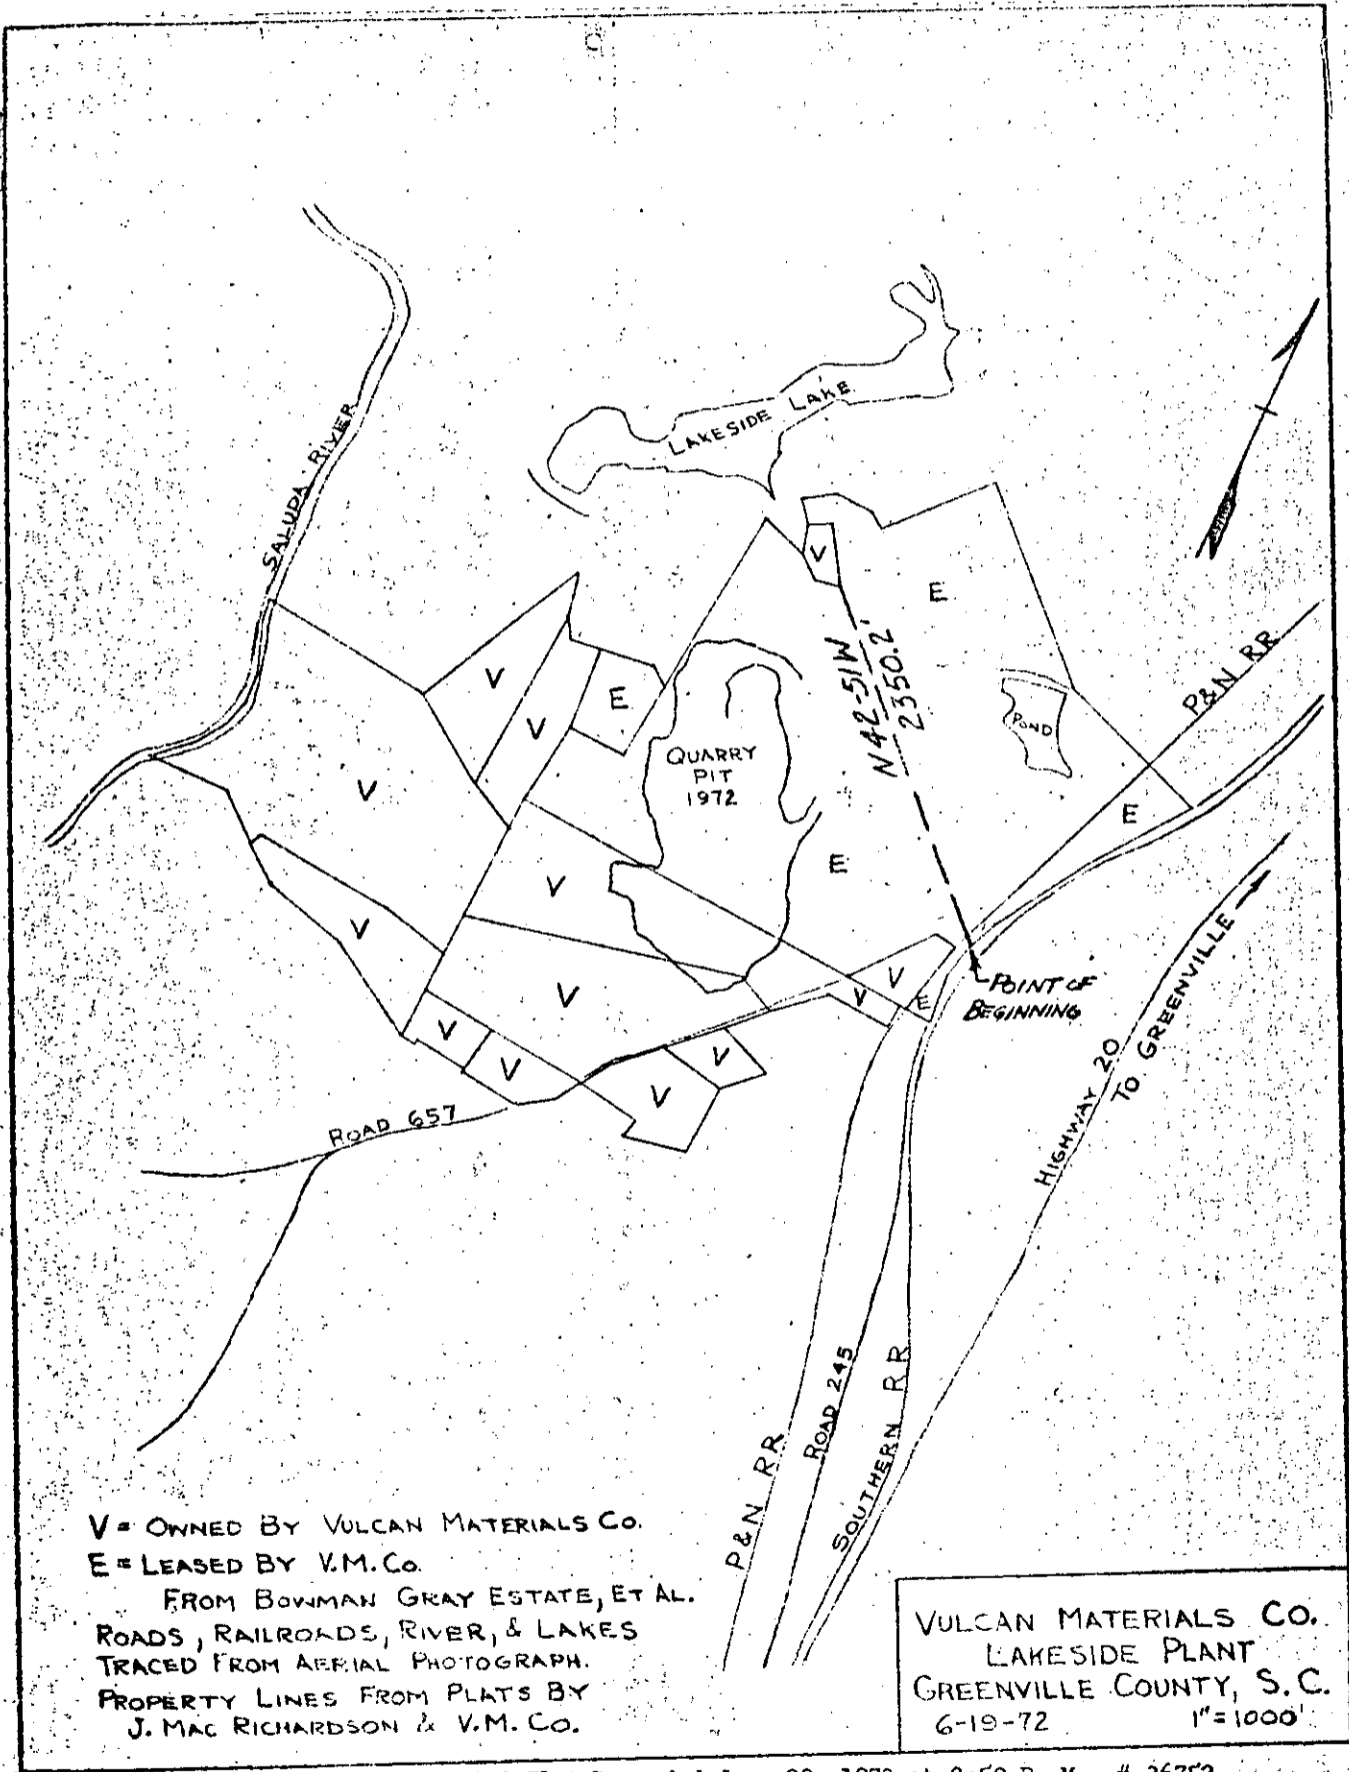 LAKESIDE LAKE
SALUDA RIVER
V
E
N42-51W
2350.2'
P&N RR
V
E
V
POND
QUARRY
PIT
1972
V
E
E
V
V
V
V
E
V
V
POINT OF
BEGINNING
V
V
V
V
HIGHWAY 20
TO GREENVILLE
ROAD 657
P&N RR
ROAD 245
SOUTHERN RR
V = OWNED BY VULCAN MATERIALS CO.
E = LEASED BY V.M.CO.
FROM BOWMAN GRAY ESTATE, ET AL.
ROADS, RAILROADS, RIVER, & LAKES
TRACED FROM AERIAL PHOTOGRAPH.
PROPERTY LINES FROM PLATS BY
J. MAC RICHARDSON & V.M. CO.
VULCAN MATERIALS CO.
LAKESIDE PLANT
GREENVILLE COUNTY, S.C.
6-19-72 1"=1000'